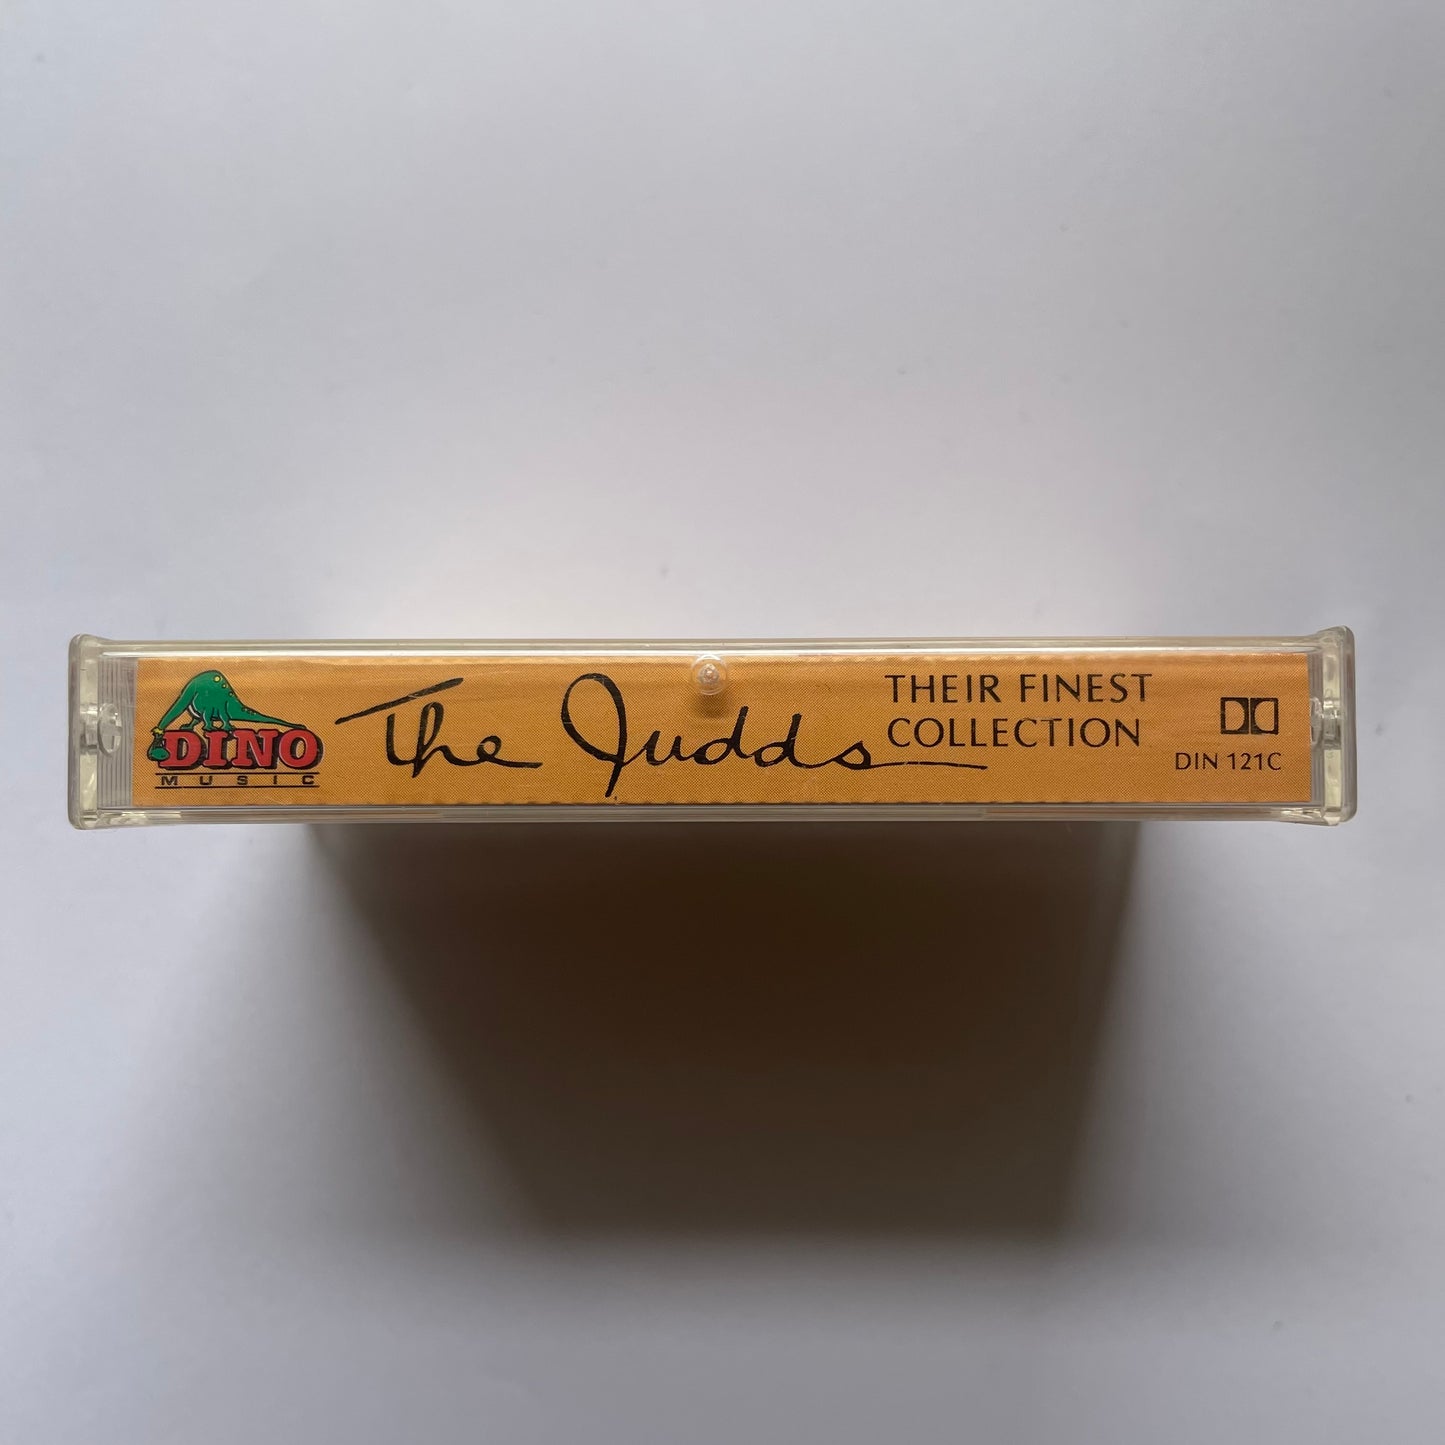 DINO
MUSIC
The Judds
THEIR FINEST
COLLECTION
DIN 121C